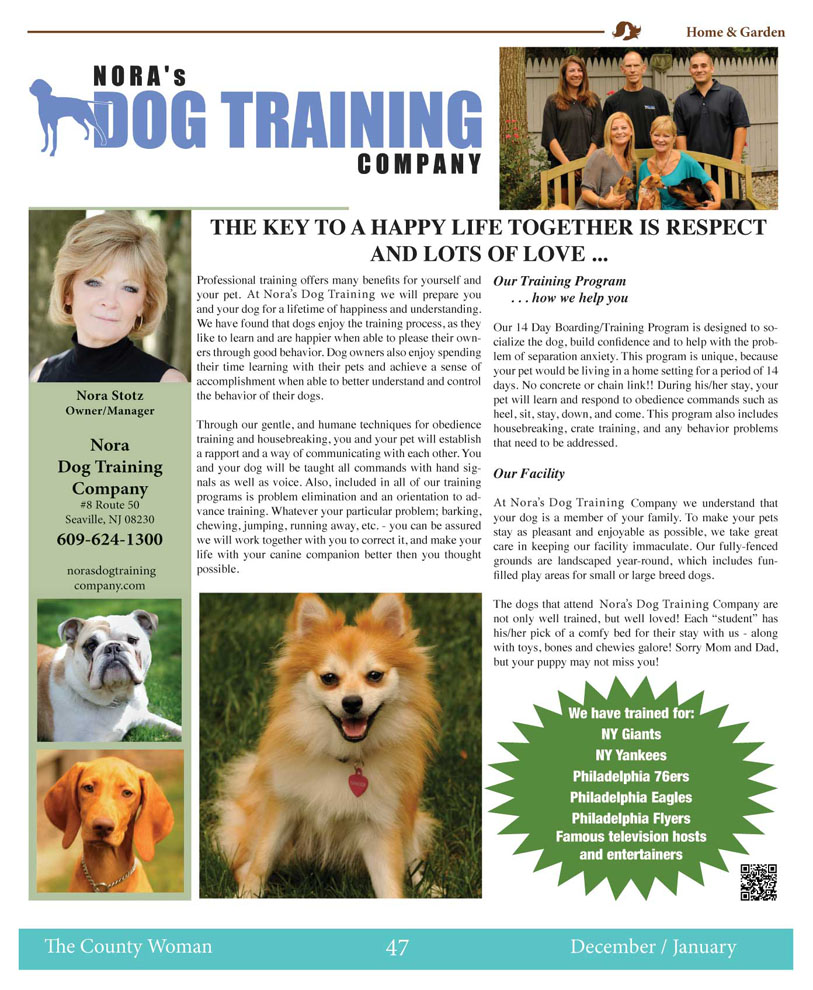 Home & Garden
NORA's
DOG TRAINING
COMPANY
THE KEY TO A HAPPY LIFE TOGETHER IS RESPECT
AND LOTS OF LOVE ...
Nora Stotz
Owner/Manager
Nora
Dog Training
Company
#8 Route 50
Seaville, NJ 08230
609-624-1300
norasdogtraining
company.com
Professional training offers many benefits for yourself and
your pet. At Nora's Dog Training we will prepare you
and your dog for a lifetime of happiness and understanding.
We have found that dogs enjoy the training process, as they
like to learn and are happier when able to please their own-
ers through good behavior. Dog owners also enjoy spending
their time learning with their pets and achieve a sense of
accomplishment when able to better understand and control
the behavior of their dogs.
Through our gentle, and humane techniques for obedience
training and housebreaking, you and your pet will establish
a rapport and a way of communicating with each other. You
and your dog will be taught all commands with hand sig-
nals as well as voice. Also, included in all of our training
programs is problem elimination and an orientation to ad-
vance training. Whatever your particular problem; barking,
chewing, jumping, running away, etc. - you can be assured
we will work together with you to correct it, and make your
life with your canine companion better then you thought
possible.
Our Training Program
. . . how we help you
Our 14 Day Boarding/Training Program is designed to so-
cialize the dog, build confidence and to help with the prob-
lem of separation anxiety. This program is unique, because
your pet would be living in a home setting for a period of 14
days. No concrete or chain link!! During his/her stay, your
pet will learn and respond to obedience commands such as
heel, sit, stay, down, and come. This program also includes
housebreaking, crate training, and any behavior problems
that need to be addressed.
Our Facility
At Nora's Dog Training Company we understand that
your dog is a member of your family. To make your pets
stay as pleasant and enjoyable as possible, we take great
care in keeping our facility immaculate. Our fully-fenced
grounds are landscaped year-round, which includes fun-
filled play areas for small or large breed dogs.
The dogs that attend Nora's Dog Training Company are
not only well trained, but well loved! Each “student” has
his/her pick of a comfy bed for their stay with us - along
with toys, bones and chewies galore! Sorry Mom and Dad,
but your puppy may not miss you!
We have trained for:
NY Giants
NY Yankees
Philadelphia 76ers
Philadelphia Eagles
Philadelphia Flyers
Famous television hosts
and entertainers
The County Woman
47
December / January